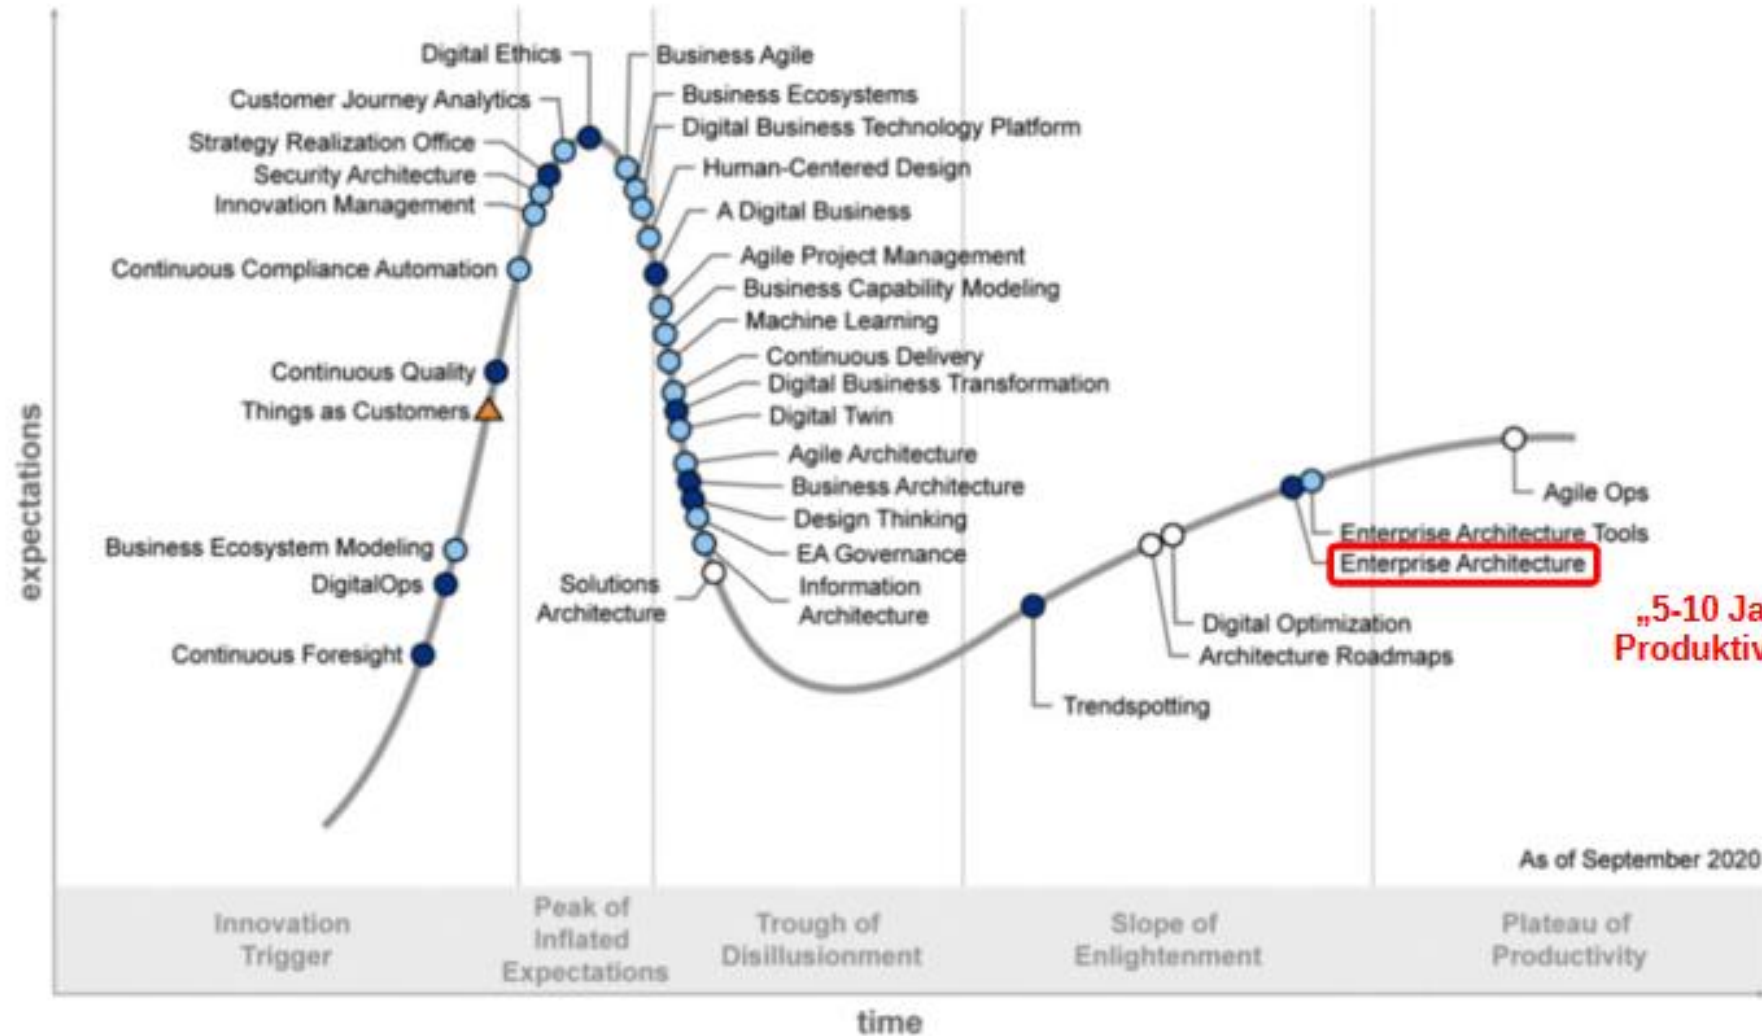 Digital Ethics
Business Agile
Customer Journey Analytics
Business Ecosystems
Strategy Realization Office
Digital Business Technology Platform
Security Architecture
Human-Centered Design
Innovation Management
A Digital Business
Continuous Compliance Automation
Agile Project Management
Business Capability Modeling
Machine Learning
Continuous Quality
Continuous Delivery
Things as Customers
Digital Business Transformation
Digital Twin
Agile Architecture
Business Architecture
Design Thinking
EA Governance
Business Ecosystem Modeling
DigitalOps
Solutions
Architecture
Information
Architecture
Continuous Foresight
Agile Ops
Enterprise Architecture Tools
Enterprise Architecture
„5-10 Ja
Produktiv
Digital Optimization
Architecture Roadmaps
Trendspotting
expectations
As of September 2020
Innovation
Trigger
Peak of
Inflated
Expectations
Trough of
Disillusionment
Slope of
Enlightenment
Plateau of
Productivity
time